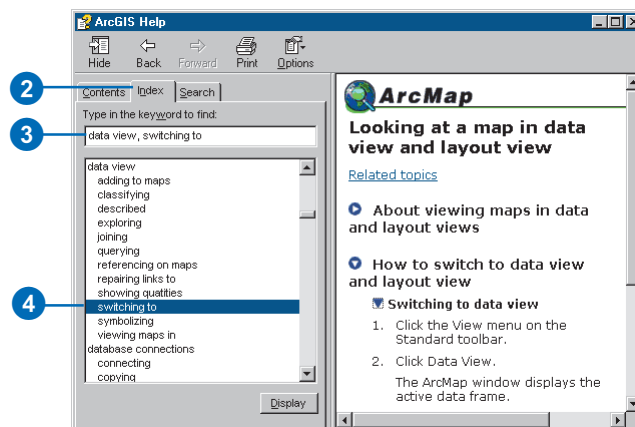 ArcGIS Help
Hide Back Forward Print Options
2
Contents Index Search
Type in the keyword to find:
3
data view, switching to
data view
adding to maps
classifying
described
exploring
joining
querying
referencing on maps
repairing links to
showing quatities
4
switching to
symbolizing
viewing maps in
database connections
connecting
copying
Display
ArcMap
Looking at a map in data
view and layout view
Related topics
About viewing maps in data
and layout views
How to switch to data view
and layout view
Switching to data view
1. Click the View menu on the
Standard toolbar.
2. Click Data View.
The ArcMap window displays the
active data frame.